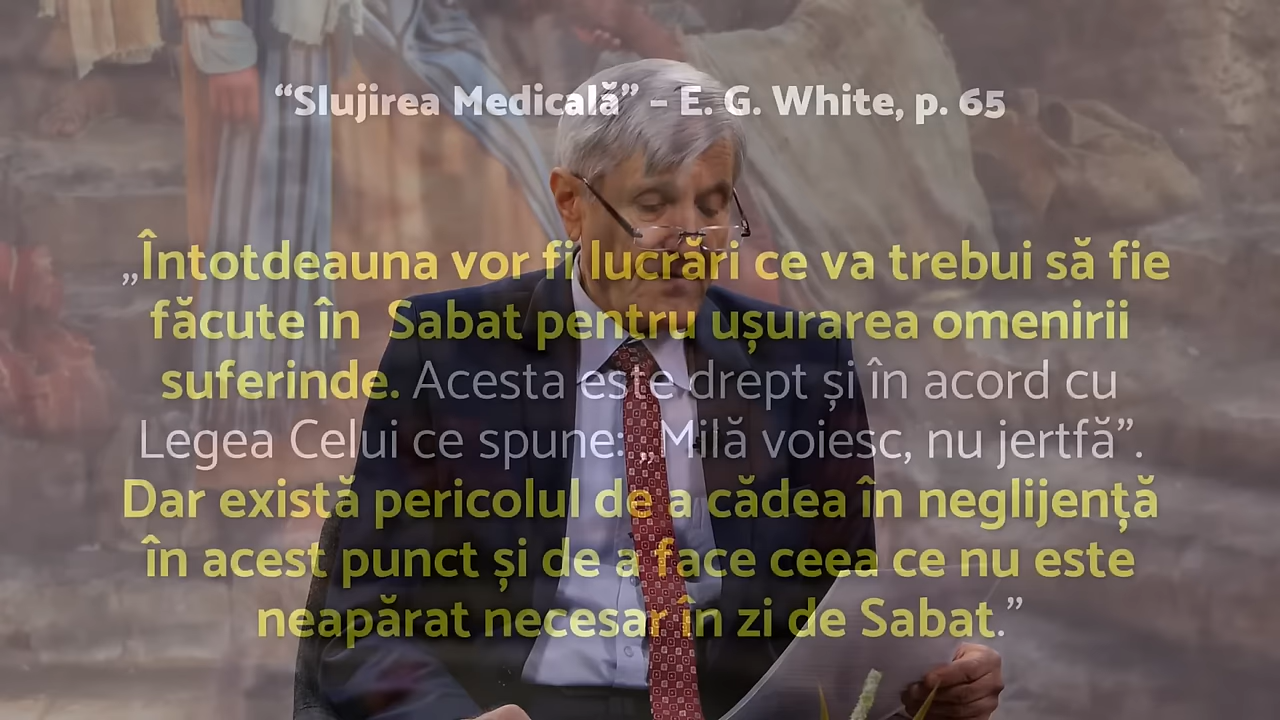 “Slujirea Medicală” – E. G. White, p. 65
„Întotdeauna vor fi lucrări ce va trebui să fie
făcute în Sabat pentru ușurarea omenirii
suferinde. Acesta este drept și în acord cu
Legea Celui ce spune: „ Milă voiesc, nu jertfă”.
Dar există pericolul de a cădea în neglijență
în acest punct și de a face ceea ce nu este
neapărat necesar în zi de Sabat.”